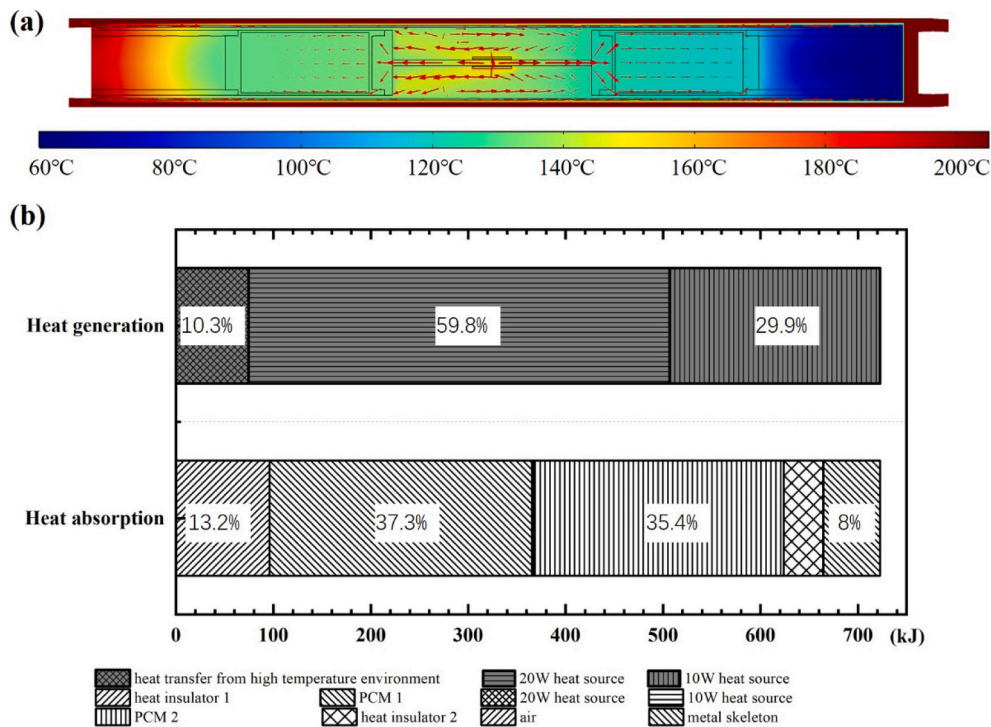 (a)
60°C 80°C 100°C 120°C 140°C 160°C 180°C 200°C
(b)
Heat generation
10.3% 59.8% 29.9%
Heat absorption
13.2% 37.3% 35.4% 8%
0 100 200 300 400 500 600 700 (kJ)
heat transfer from high temperature environment 20W heat source 10W heat source
heat insulator 1 PCM 1 20W heat source 10W heat source
PCM 2 heat insulator 2 air metal skeleton